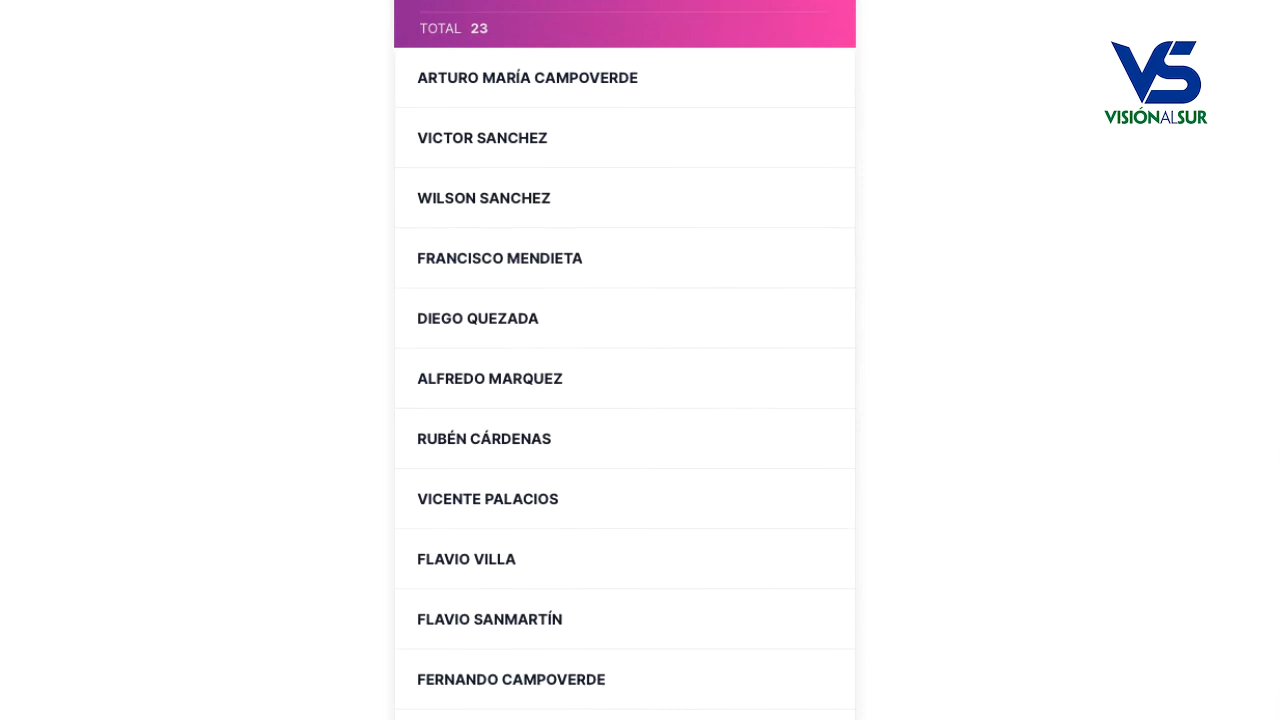 TOTAL 23
ARTURO MARÍA CAMPOVERDE
VICTOR SANCHEZ
WILSON SANCHEZ
FRANCISCO MENDIETA
DIEGO QUEZADA
ALFREDO MARQUEZ
RUBÉN CÁRDENAS
VICENTE PALACIOS
FLAVIO VILLA
FLAVIO SANMARTÍN
FERNANDO CAMPOVERDE
VS
VISIÓNALSUR